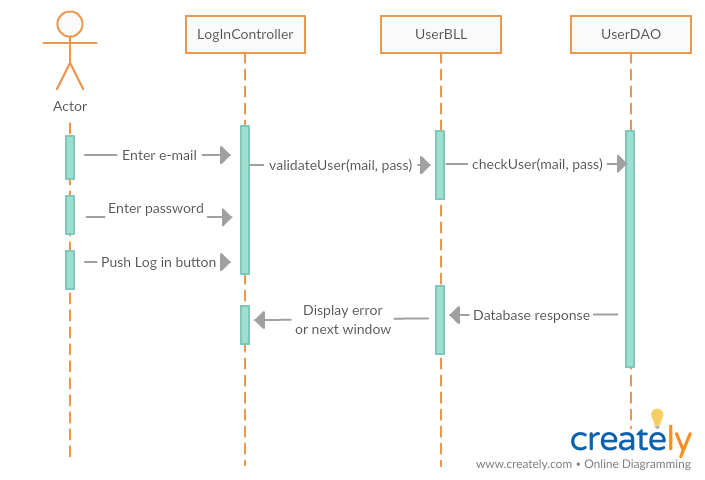 LogInController
UserBLL
UserDAO
Actor
Enter e-mail
validateUser(mail, pass)
checkUser(mail, pass)
Enter password
Push Log in button
Display error
or next window
Database response
creately
www.creately.com • Online Diagramming